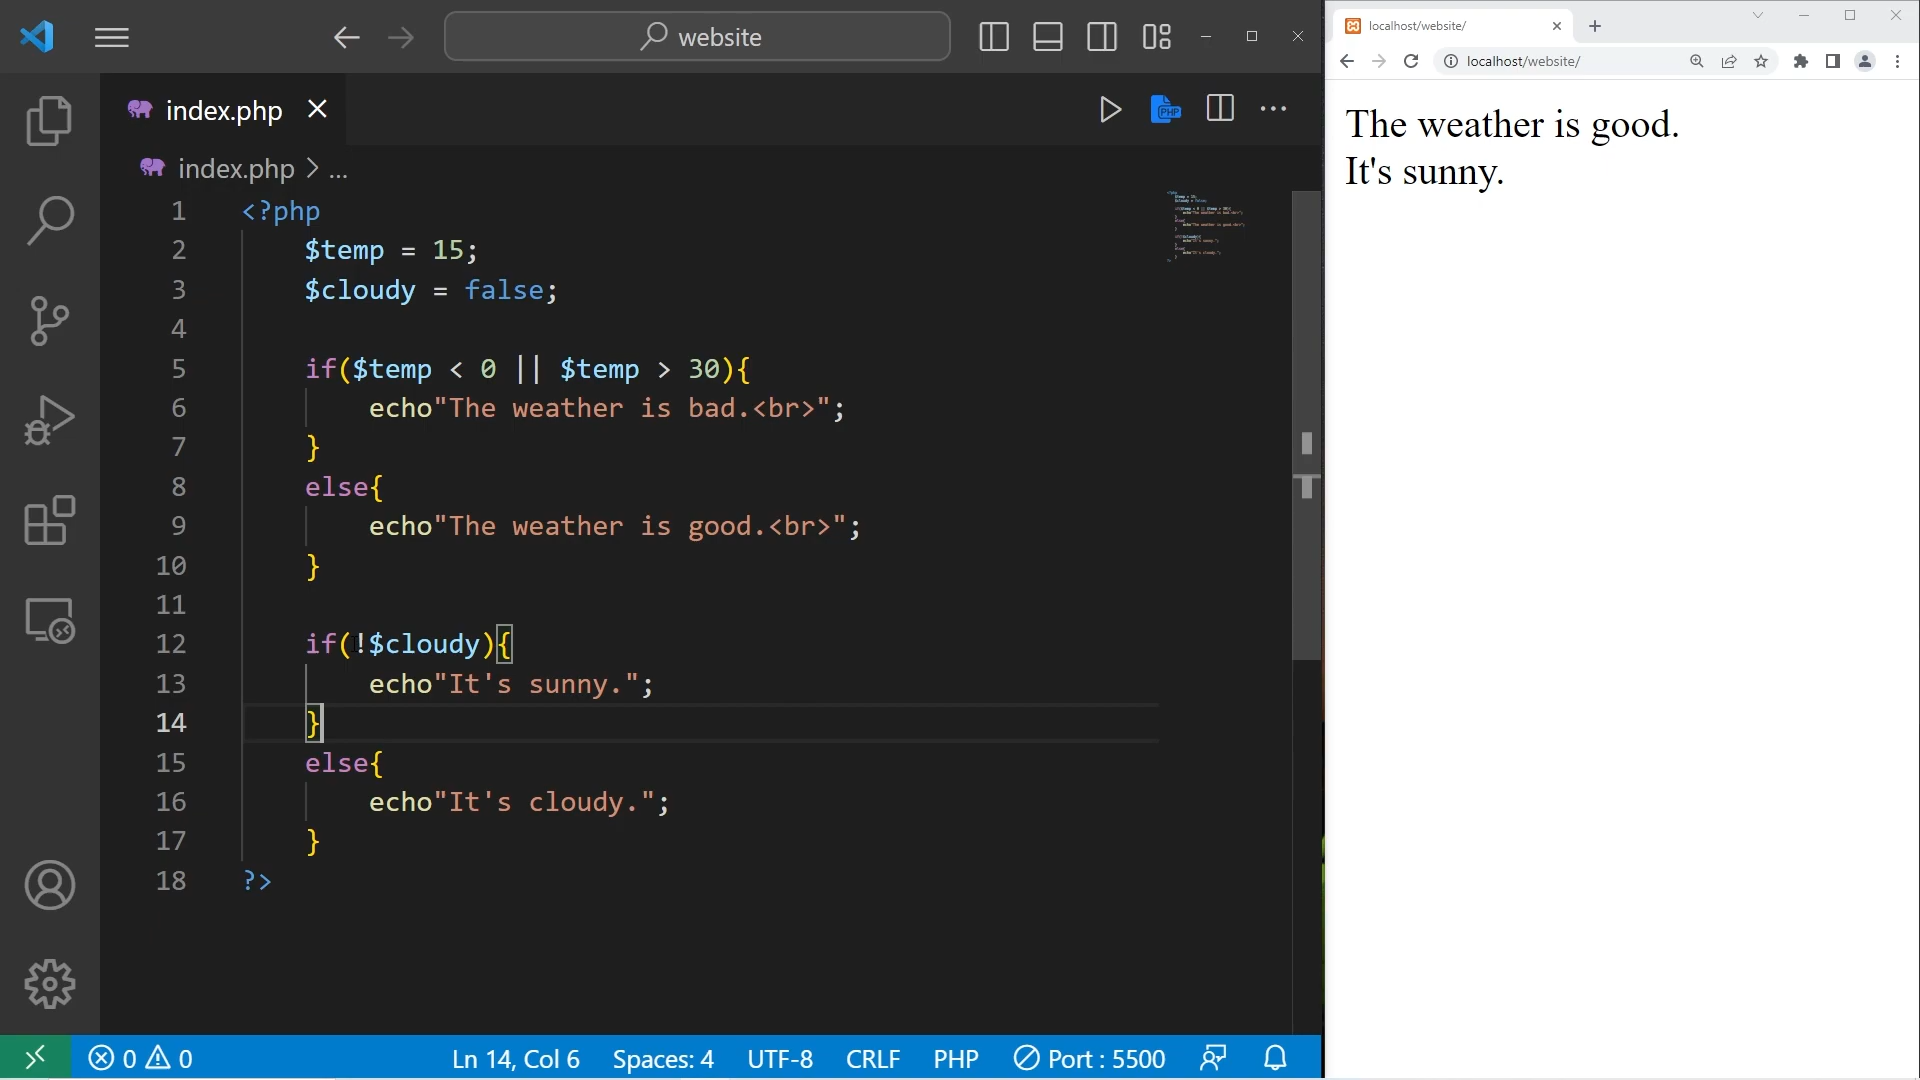 website
localhost/website/
index.php
localhost/website/
PHP
index.php > ...
1 <?php
2 $temp = 15;
3 $cloudy = false;
4
5 if($temp < 0 || $temp > 30){
6 echo"The weather is bad.<br>";
7 }
8 else{
9 echo"The weather is good.<br>";
10 }
11
12 if(!$cloudy){
13 echo"It's sunny.";
14 }
15 else{
16 echo"It's cloudy.";
17 }
18 ?>
The weather is good.
It's sunny.
0 0 Ln 14, Col 6 Spaces: 4 UTF-8 CRLF PHP Port : 5500